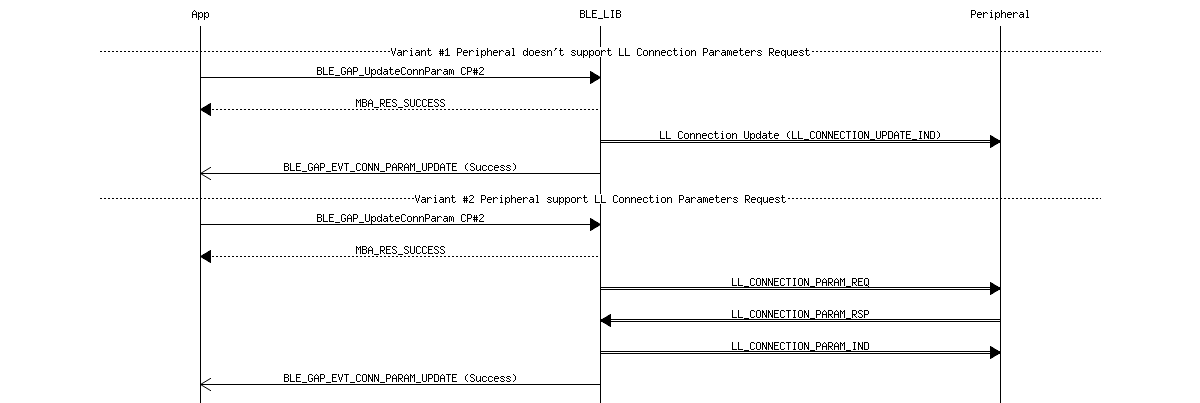 App BLE_LIB Peripheral
Variant #1 Peripheral doesn't support LL Connection Parameters Request
BLE_GAP_UpdateConnParam CP#2
MBA_RES_SUCCESS
LL Connection Update (LL_CONNECTION_UPDATE_IND)
BLE_GAP_EVT_CONN_PARAM_UPDATE (Success)
Variant #2 Peripheral support LL Connection Parameters Request
BLE_GAP_UpdateConnParam CP#2
MBA_RES_SUCCESS
LL_CONNECTION_PARAM_REQ
LL_CONNECTION_PARAM_RSP
LL_CONNECTION_PARAM_IND
BLE_GAP_EVT_CONN_PARAM_UPDATE (Success)